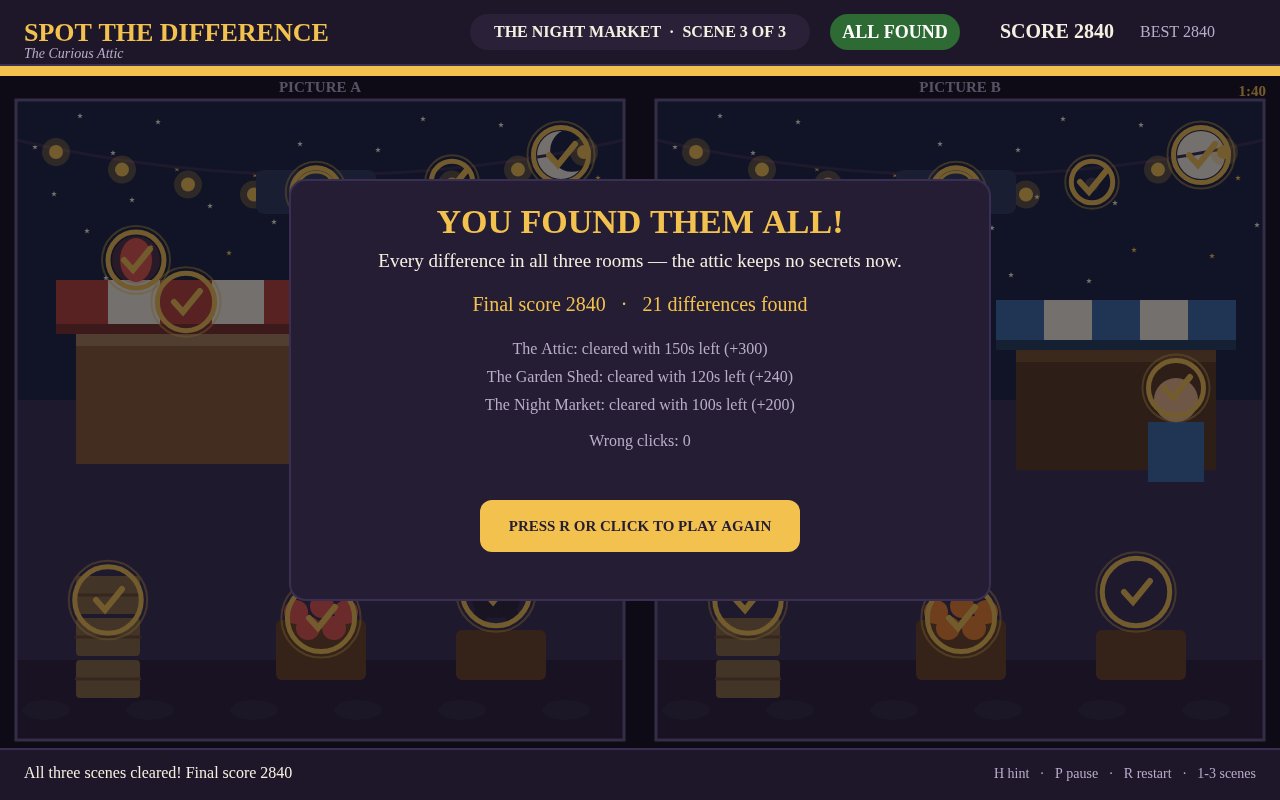 SPOT THE DIFFERENCE
The Curious Attic
THE NIGHT MARKET · SCENE 3 OF 3
ALL FOUND
SCORE 2840
BEST 2840
PICTURE A
PICTURE B
1:40
YOU FOUND THEM ALL!
Every difference in all three rooms — the attic keeps no secrets now.
Final score 2840 · 21 differences found
The Attic: cleared with 150s left (+300)
The Garden Shed: cleared with 120s left (+240)
The Night Market: cleared with 100s left (+200)
Wrong clicks: 0
PRESS R OR CLICK TO PLAY AGAIN
All three scenes cleared! Final score 2840
H hint · P pause · R restart · 1-3 scenes